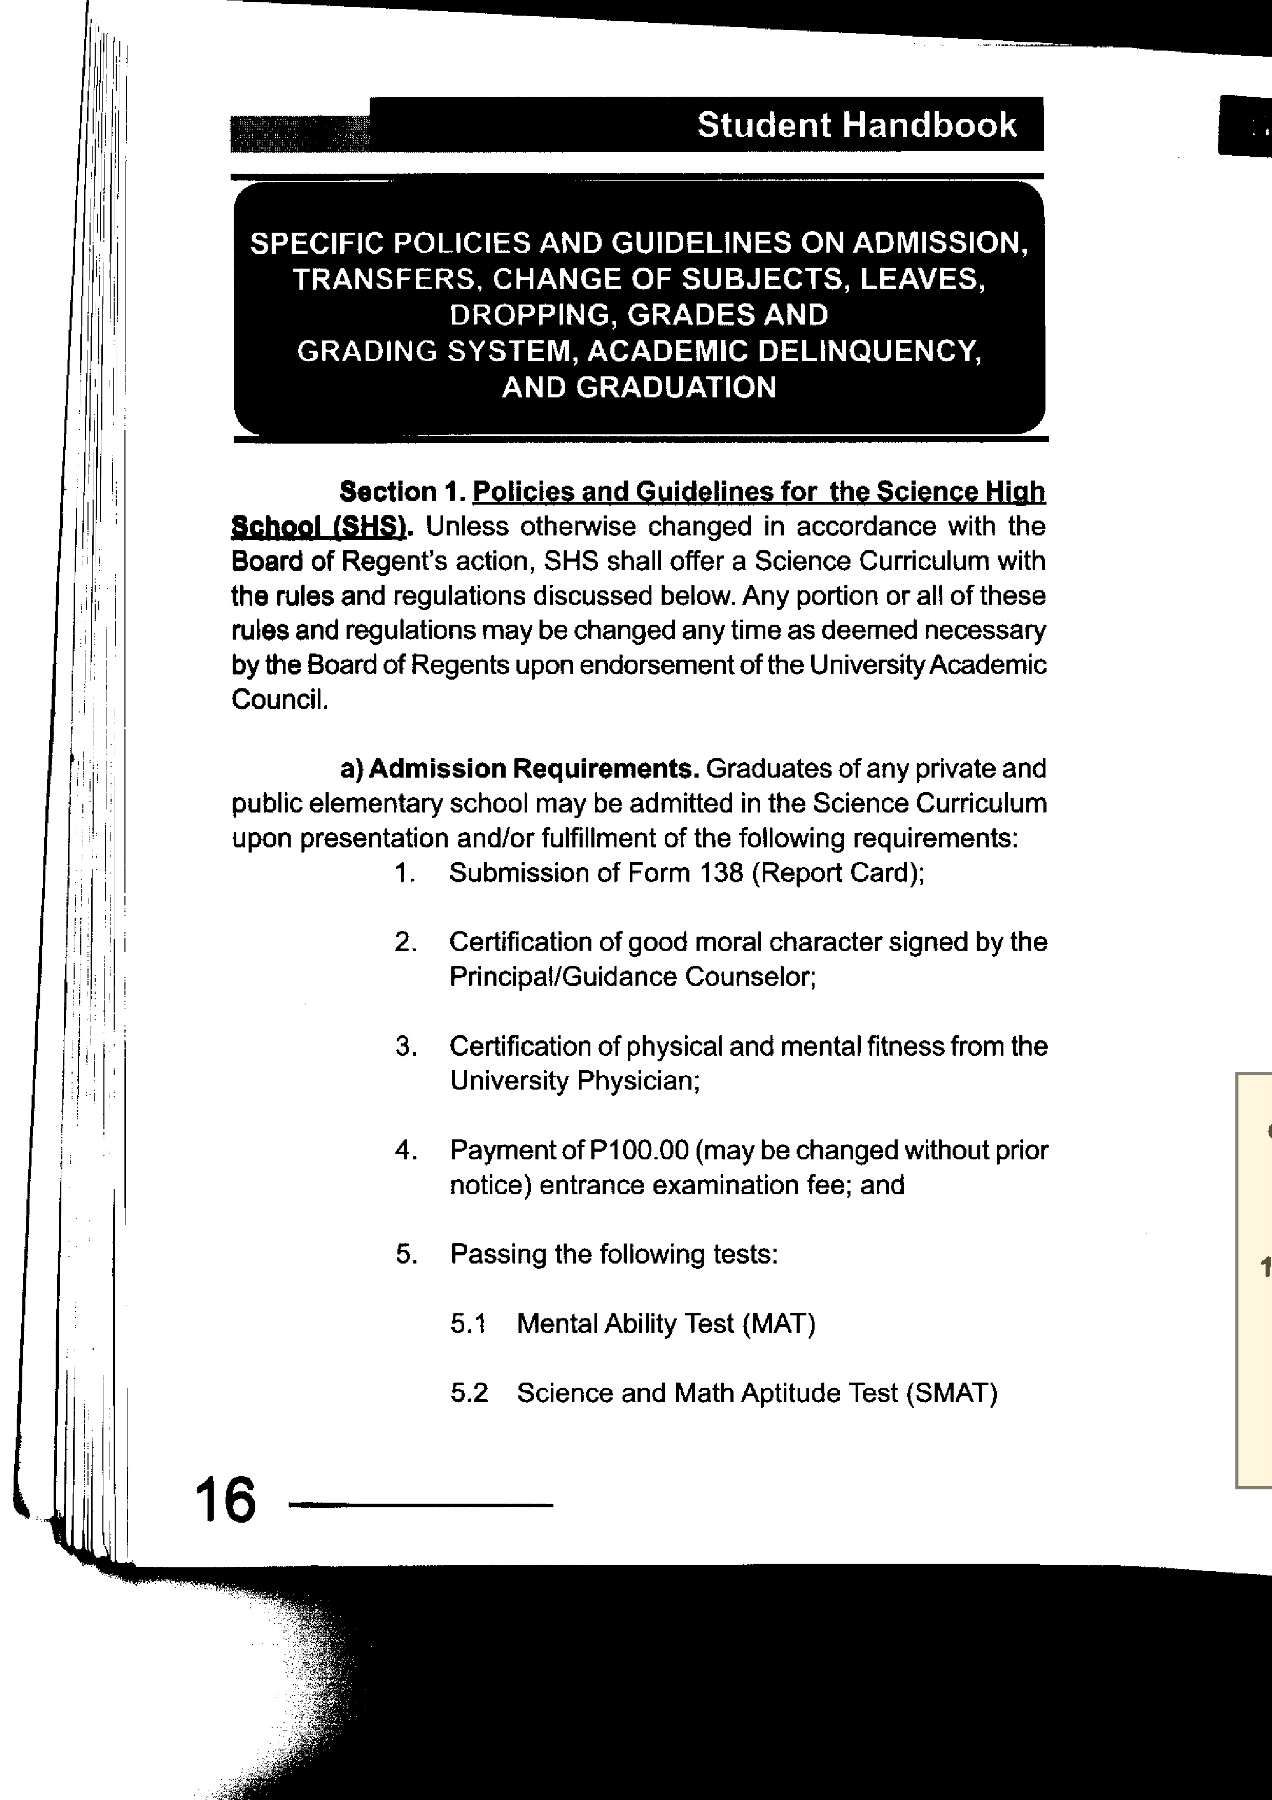 Student Handbook
SPECIFIC POLICIES AND GUIDELINES ON ADMISSION,
TRANSFERS, CHANGE OF SUBJECTS, LEAVES,
DROPPING, GRADES AND
GRADING SYSTEM, ACADEMIC DELINQUENCY,
AND GRADUATION
Section 1. Policies and Guidelines for the Science High
School (SHS). Unless otherwise changed in accordance with the
Board of Regent's action, SHS shall offer a Science Curriculum with
the rules and regulations discussed below. Any portion or all of these
rules and regulations may be changed any time as deemed necessary
by the Board of Regents upon endorsement of the University Academic
Council.
a) Admission Requirements. Graduates of any private and
public elementary school may be admitted in the Science Curriculum
upon presentation and/or fulfillment of the following requirements:
1. Submission of Form 138 (Report Card);
2. Certification of good moral character signed by the
Principal/Guidance Counselor;
3. Certification of physical and mental fitness from the
University Physician;
4. Payment of P100.00 (may be changed without prior
notice) entrance examination fee; and
5. Passing the following tests:
5.1 Mental Ability Test (MAT)
5.2 Science and Math Aptitude Test (SMAT)
16